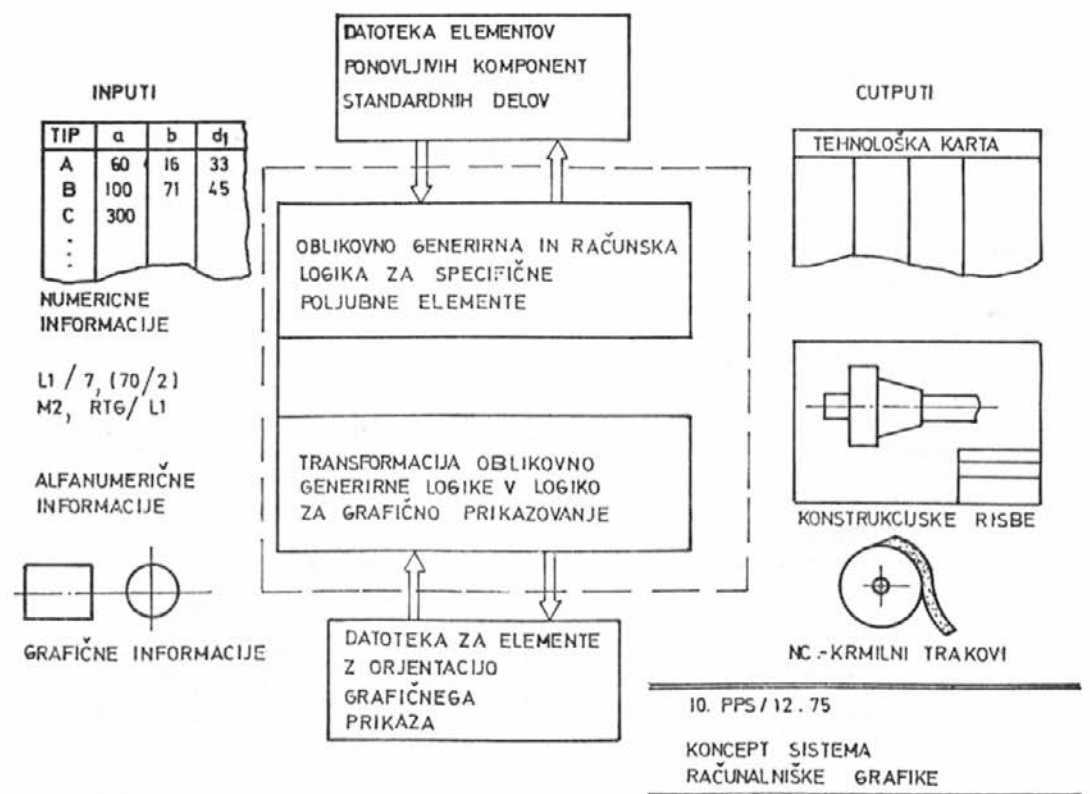 DATOTEKA ELEMENTOV
PONOVLJIVIH KOMPONENT
STANDARDNIH DELOV
INPUTI
TIP a b d1
A 60 16 33
B 100 71 45
C 300
NUMERICNE
INFORMACIJE
L1 / 7, (70/2)
M2, RTG/ L1
ALFANUMERIČNE
INFORMACIJE
GRAFIČNE INFORMACIJE
OBLIKOVNO GENERIRNA IN RAČUNSKA
LOGIKA ZA SPECIFIČNE
POLJUBNE ELEMENTE
TRANSFORMACIJA OBLIKOVNO
GENERIRNE LOGIKE V LOGIKO
ZA GRAFIČNO PRIKAZOVANJE
DATOTEKA ZA ELEMENTE
Z ORJENTACIJO
GRAFIČNEGA
PRIKAZA
CUTPUTI
TEHNOLOŠKA KARTA
KONSTRUKCIJSKE RISBE
NC.-KRMILNI TRAKOVI
10. PPS / 12.75
KONCEPT SISTEMA
RAČUNALNIŠKE GRAFIKE